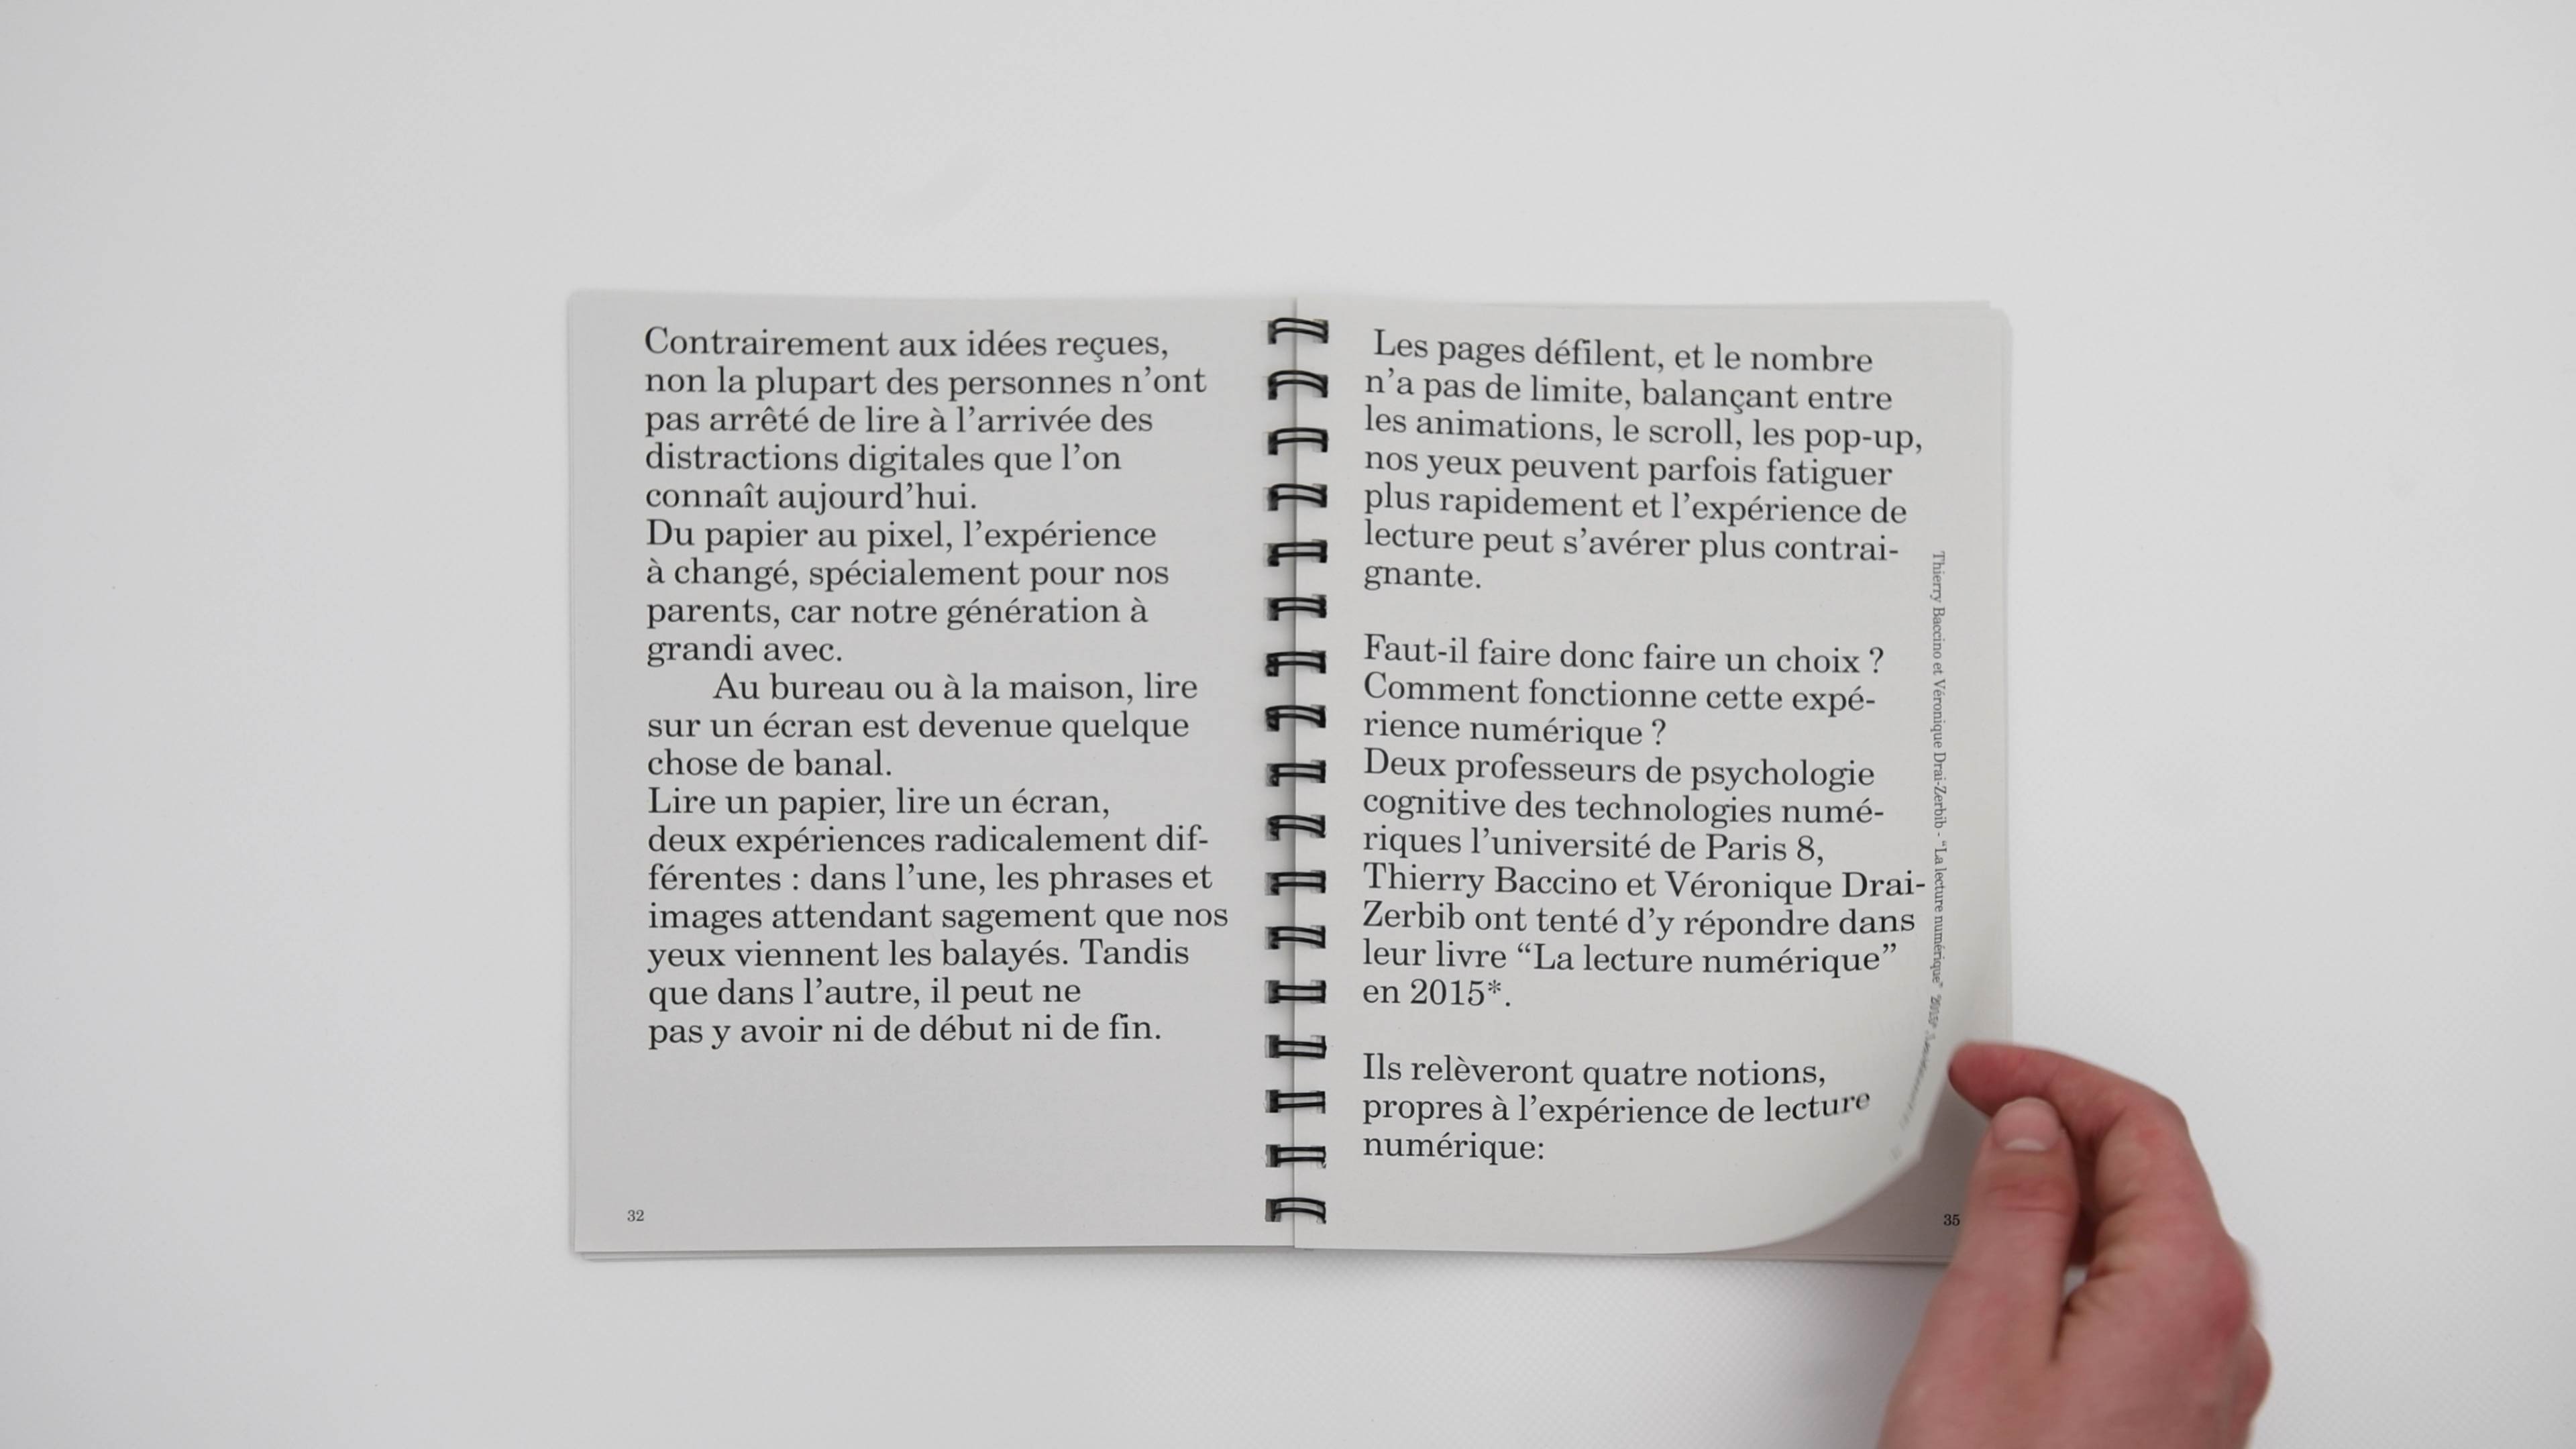 Contrairement aux idées reçues,
non la plupart des personnes n’ont
pas arrêté de lire à l’arrivée des
distractions digitales que l’on
connaît aujourd’hui.
Du papier au pixel, l’expérience
à changé, spécialement pour nos
parents, car notre génération à
grandi avec.
Au bureau ou à la maison, lire
sur un écran est devenue quelque
chose de banal.
Lire un papier, lire un écran,
deux expériences radicalement dif-
férentes : dans l’une, les phrases et
images attendant sagement que nos
yeux viennent les balayés. Tandis
que dans l’autre, il peut ne
pas y avoir ni de début ni de fin.
32
Les pages défilent, et le nombre
n’a pas de limite, balançant entre
les animations, le scroll, les pop-up,
nos yeux peuvent parfois fatiguer
plus rapidement et l’expérience de
lecture peut s’avérer plus contrai-
gnante.
Faut-il faire donc faire un choix ?
Comment fonctionne cette expé-
rience numérique ?
Deux professeurs de psychologie
cognitive des technologies numé-
riques l’université de Paris 8,
Thierry Baccino et Véronique Drai-
Zerbib ont tenté d’y répondre dans
leur livre “La lecture numérique”
en 2015*.
Ils relèveront quatre notions,
propres à l’expérience de lecture
numérique:
Thierry Baccino et Véronique Drai-Zerbib - “La lecture numérique”
35